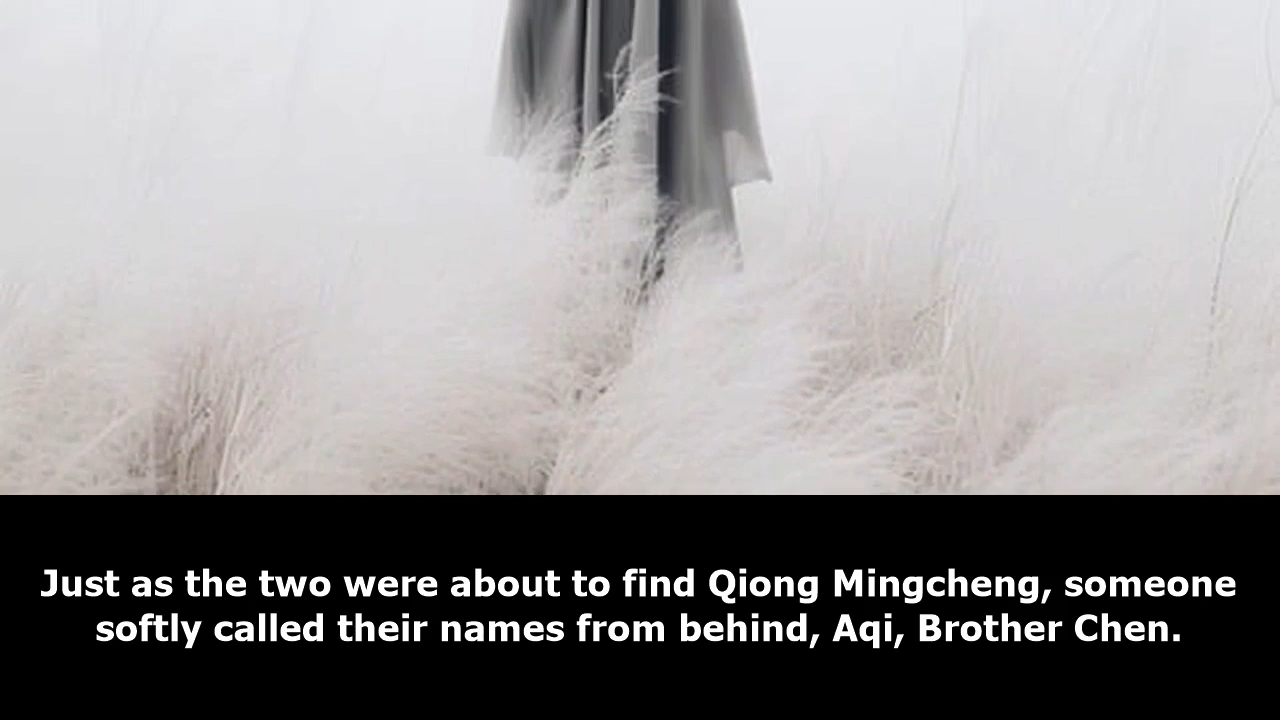 Just as the two were about to find Qiong Mingcheng, someone
softly called their names from behind, Aqi, Brother Chen.